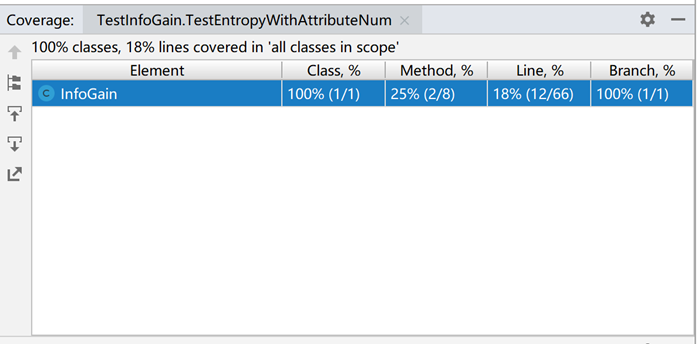 Coverage: TestInfoGain.TestEntropyWithAttributeNum
100% classes, 18% lines covered in 'all classes in scope'
Element Class, % Method, % Line, % Branch, %
C InfoGain 100% (1/1) 25% (2/8) 18% (12/66) 100% (1/1)